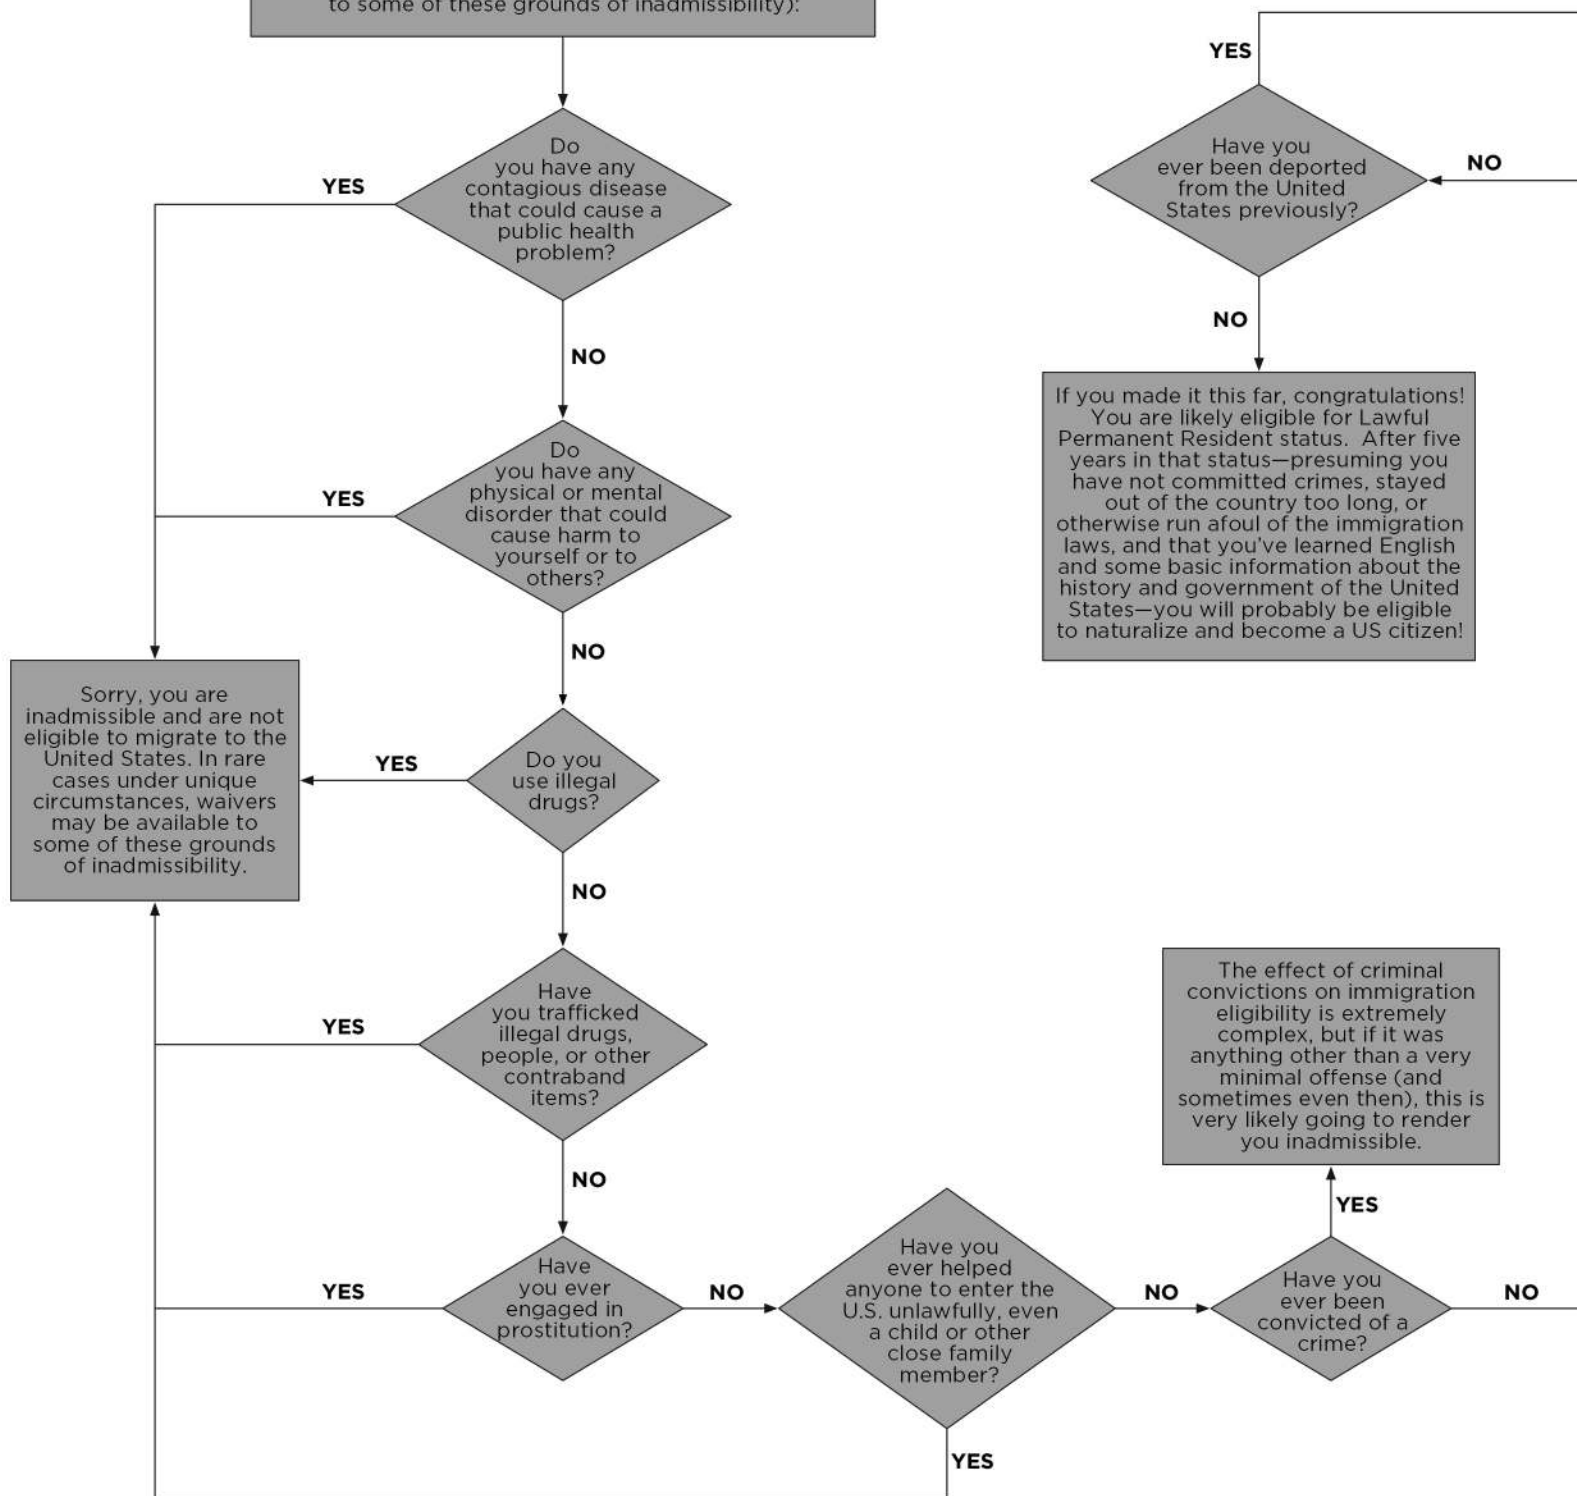 to some of these grounds of inadmissibility):
Do
you have any
contagious disease
that could cause a
public health
problem?
YES
NO
Do
you have any
physical or mental
disorder that could
cause harm to
yourself or to
others?
YES
NO
Do you
use illegal
drugs?
YES
Sorry, you are
inadmissible and are not
eligible to migrate to the
United States. In rare
cases under unique
circumstances, waivers
may be available to
some of these grounds
of inadmissibility.
NO
Have
you trafficked
illegal drugs,
people, or other
contraband
items?
YES
NO
Have
you ever
engaged in
prostitution?
YES
NO
Have you
ever helped
anyone to enter the
U.S. unlawfully, even
a child or other
close family
member?
YES
NO
Have you
ever been
convicted of a
crime?
YES
The effect of criminal
convictions on immigration
eligibility is extremely
complex, but if it was
anything other than a very
minimal offense (and
sometimes even then), this is
very likely going to render
you inadmissible.
NO
NO
Have you
ever been deported
from the United
States previously?
YES
NO
If you made it this far, congratulations!
You are likely eligible for Lawful
Permanent Resident status. After five
years in that status—presuming you
have not committed crimes, stayed
out of the country too long, or
otherwise run afoul of the immigration
laws, and that you've learned English
and some basic information about the
history and government of the United
States—you will probably be eligible
to naturalize and become a US citizen!